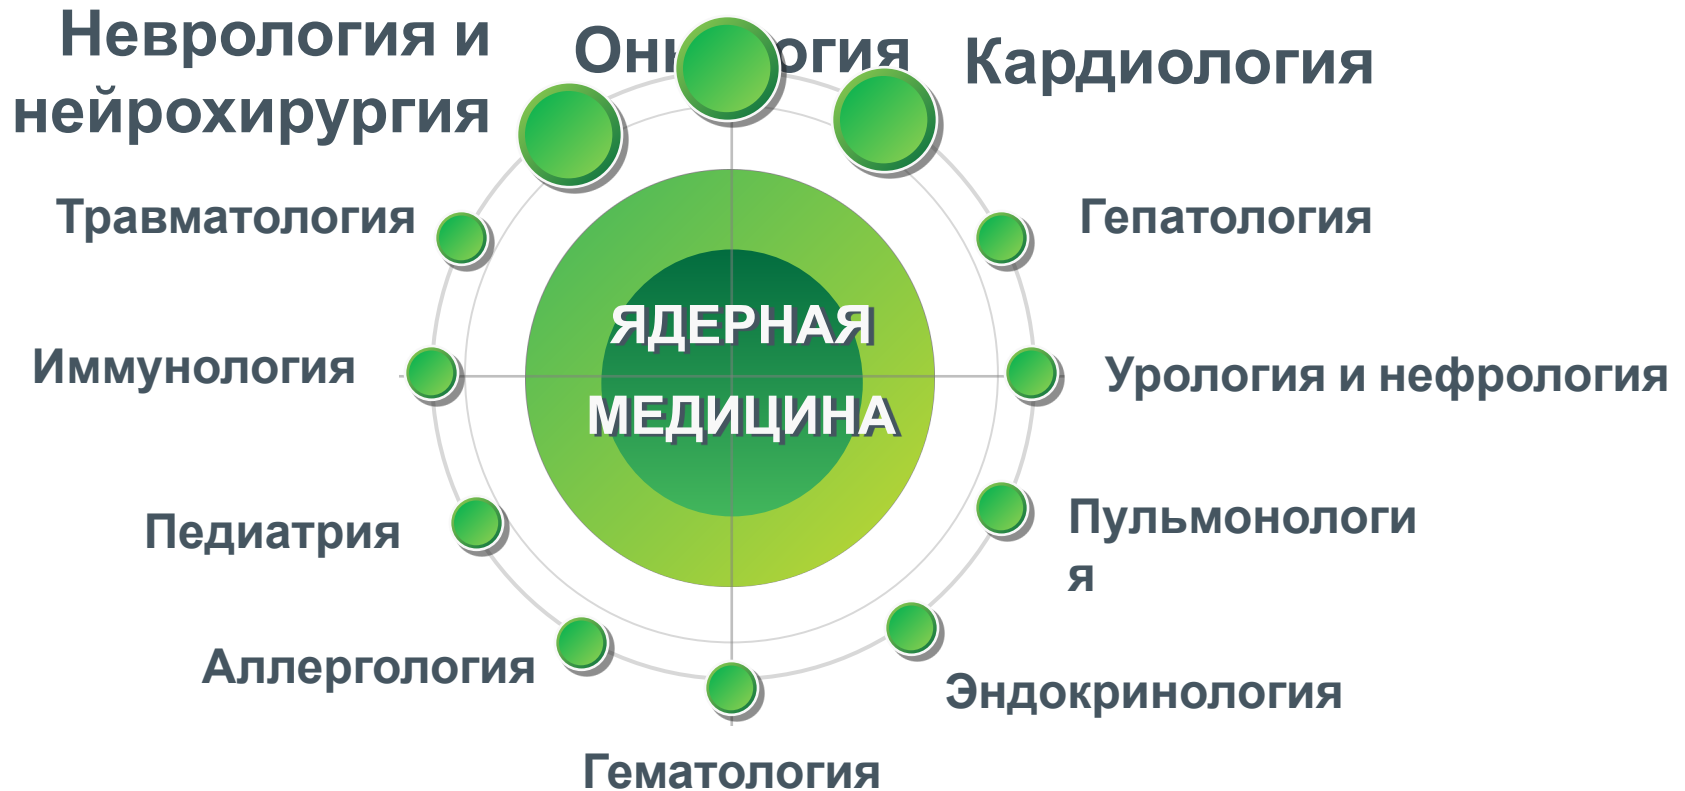 Неврология и
нейрохирургия
Кардиология
Травматология
Гепатология
ЯДЕРНАЯ
МЕДИЦИНА
Иммунология
Урология и нефрология
Педиатрия
Пульмонологи
я
Аллергология
Эндокринология
Гематология